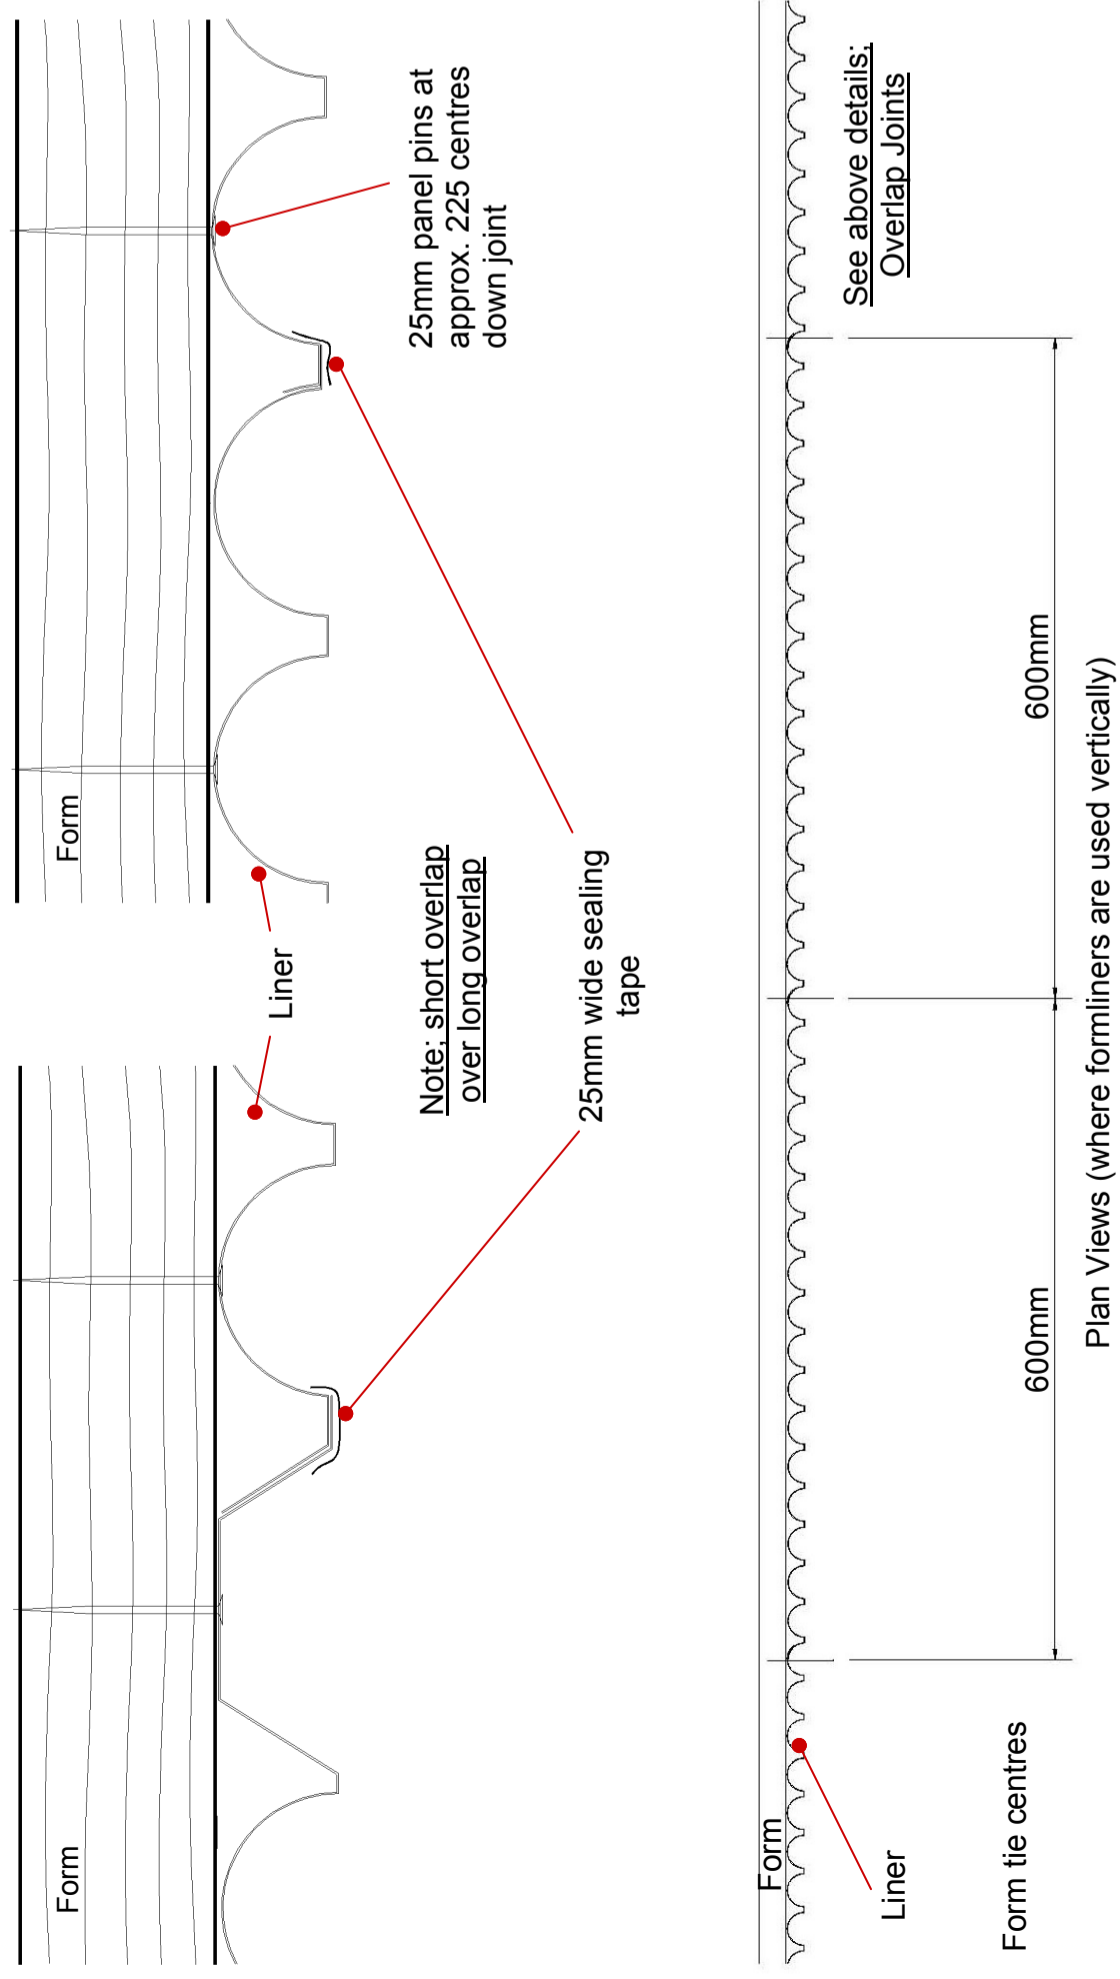 Form
Form
Liner
25mm panel pins at
approx. 225 centres
down joint
Note; short overlap
over long overlap
25mm wide sealing
tape
Form
Liner
See above details;
Overlap Joints
Form tie centres
600mm
600mm
Plan Views (where formliners are used vertically)